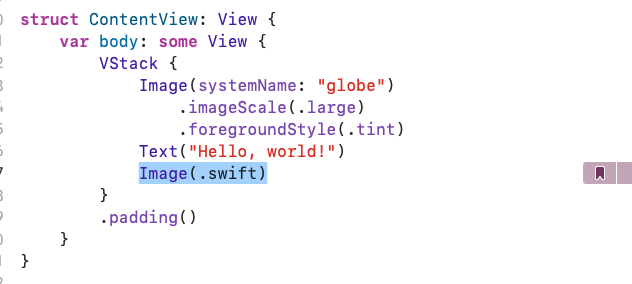 struct ContentView: View {
    var body: some View {
        VStack {
            Image(systemName: "globe")
                .imageScale(.large)
                .foregroundStyle(.tint)
            Text("Hello, world!")
            Image(.swift)
        }
        .padding()
    }
}